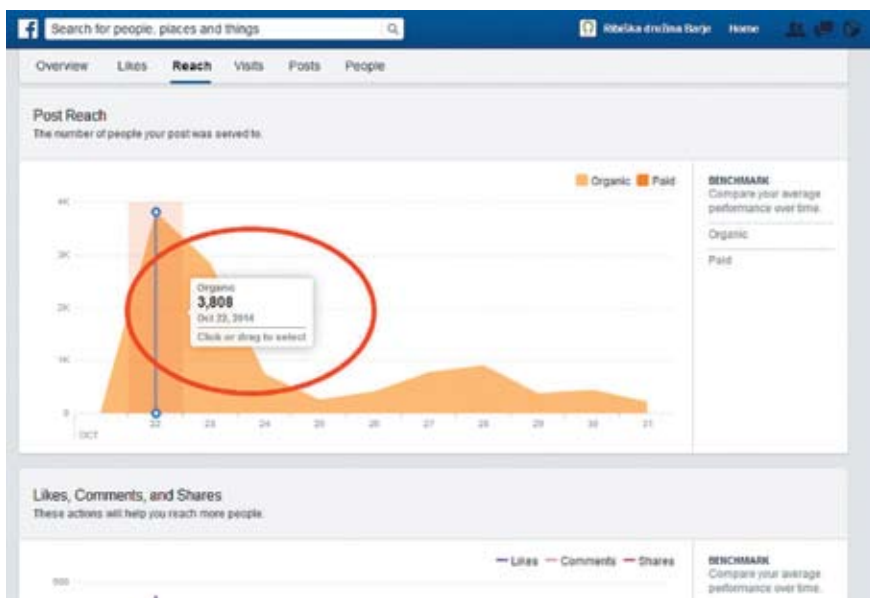 Search for people, places and things
Ribeška družina Barje Home
Overview Likes Reach Visits Posts People
Post Reach
The number of people your post was served to.
Organic Paid
BENCHMARK
Compare your average
performance over time.
Organic
Paid
4K
3K
2K
1K
0
Organic
3,808
Oct 22, 2014
Click or drag to select
OCT
22 23 24 25 26 27 28 29 30 31
Likes, Comments, and Shares
These actions will help you reach more people.
Likes Comments Shares
BENCHMARK
Compare your average
performance over time.
500